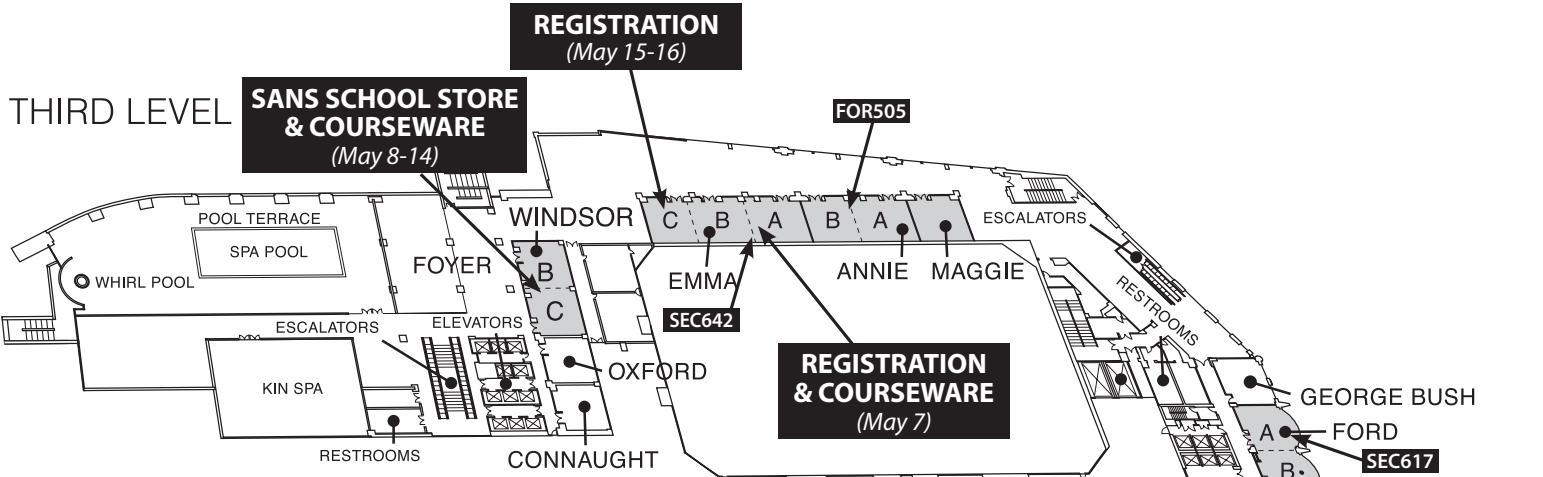 REGISTRATION
(May 15-16)
THIRD LEVEL
SANS SCHOOL STORE
& COURSEWARE
(May 8-14)
FOR505
POOL TERRACE
SPA POOL
WHIRL POOL
WINDSOR
FOYER
B
C
C
B
A
B
A
EMMA
ANNIE
MAGGIE
ESCALATORS
RESTROOMS
SEC642
ESCALATORS
ELEVATORS
KIN SPA
OXFORD
REGISTRATION
& COURSEWARE
(May 7)
GEORGE BUSH
A
FORD
SEC617
B
RESTROOMS
CONNAUGHT